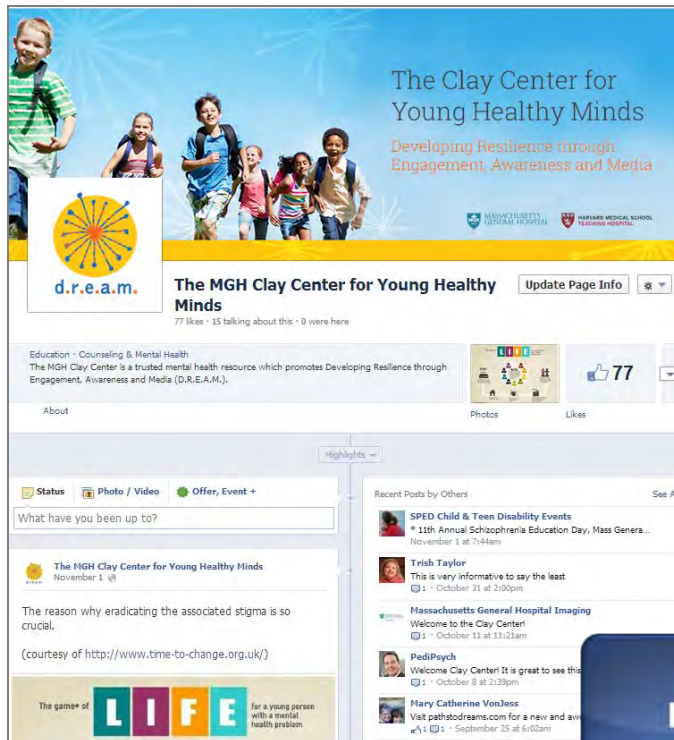 The Clay Center for
Young Healthy Minds
Developing Resilience through
Engagement, Awareness and Media
MASSACHUSETTS
GENERAL HOSPITAL
HARVARD MEDICAL SCHOOL
TEACHING HOSPITAL
d.r.e.a.m.
The MGH Clay Center for Young Healthy
Minds
77 likes · 15 talking about this · 0 were here
Update Page Info
Education · Counseling & Mental Health
The MGH Clay Center is a trusted mental health resource which promotes Developing Resilience through
Engagement, Awareness and Media (D.R.E.A.M.).
About
LIFE
Photos
77
Likes
Highlights
Status
Photo / Video
Offer, Event +
What have you been up to?
The MGH Clay Center for Young Healthy Minds
November 1
The reason why eradicating the associated stigma is so
crucial.
(courtesy of http://www.time-to-change.org.uk/)
The game of
LIFE
for a young person
with a mental
health problem
Recent Posts by Others
See A
SPED Child & Teen Disability Events
* 11th Annual Schizophrenia Education Day, Mass Genera...
November 1 at 7:44am
Trish Taylor
This is very informative to say the least
1 · October 31 at 2:00pm
Massachusetts General Hospital Imaging
Welcome to the Clay Center!
1 · October 11 at 11:21am
PediPsych
Welcome Clay Center! It is great to see this
1 · October 8 at 2:39pm
Mary Catherine VonJess
Visit pathstodreams.com for a new and aw
1 1 · September 25 at 6:02am